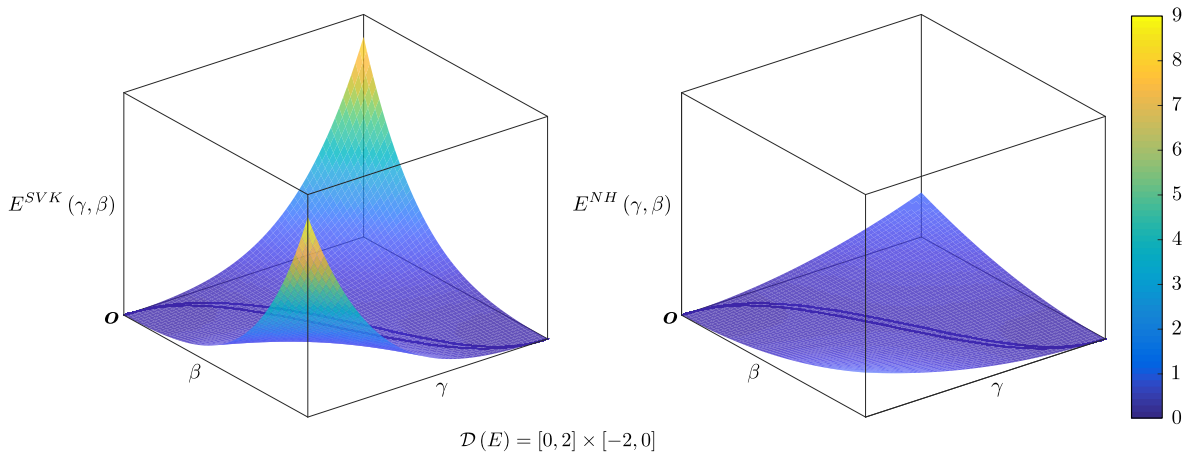 E^{SVK} (γ, β)
O
β
γ
E^{NH} (γ, β)
O
β
γ
9
8
7
6
5
4
3
2
1
0
𝒟 (E) = [0, 2] × [−2, 0]